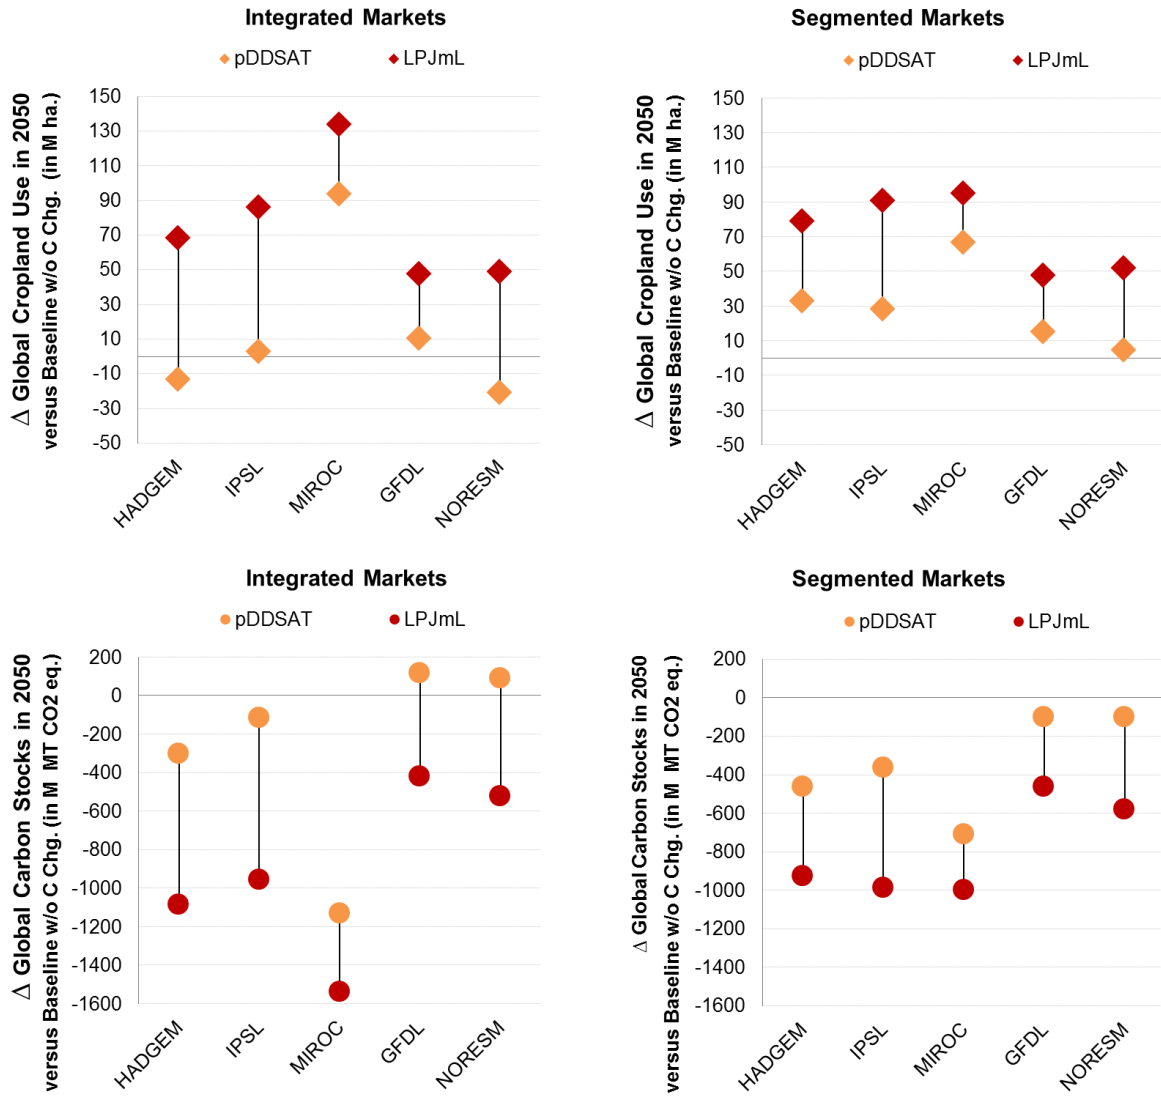 Integrated Markets
pDDSAT LPJmL
Δ Global Cropland Use in 2050
versus Baseline w/o C Chg. (in M ha.)
150
130
110
90
70
50
30
10
-10
-30
-50
HADGEM IPSL MIROC GFDL NORESM
Segmented Markets
pDDSAT LPJmL
Δ Global Cropland Use in 2050
versus Baseline w/o C Chg. (in M ha.)
150
130
110
90
70
50
30
10
-10
-30
-50
HADGEM IPSL MIROC GFDL NORESM
Integrated Markets
pDDSAT LPJmL
Δ Global Carbon Stocks in 2050
versus Baseline w/o C Chg. (in M MT CO2 eq.)
200
0
-200
-400
-600
-800
-1000
-1200
-1400
-1600
HADGEM IPSL MIROC GFDL NORESM
Segmented Markets
pDDSAT LPJmL
Δ Global Carbon Stocks in 2050
versus Baseline w/o C Chg. (in M MT CO2 eq.)
200
0
-200
-400
-600
-800
-1000
-1200
-1400
-1600
HADGEM IPSL MIROC GFDL NORESM